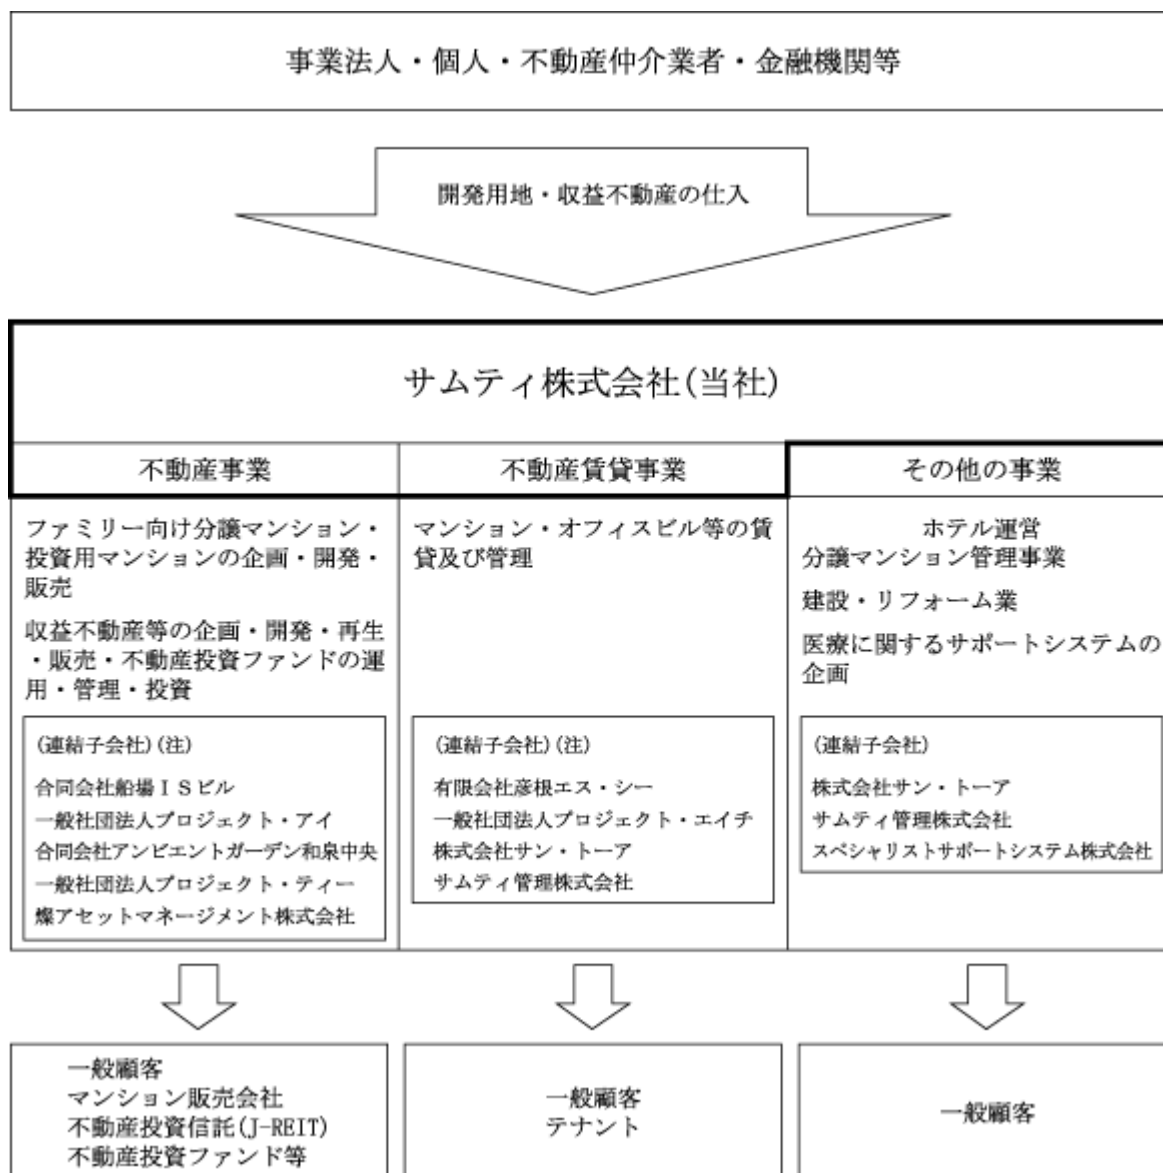 事業法人・個人・不動産仲介業者・金融機関等
開発用地・収益不動産の仕入
サムティ株式会社(当社)
不動産事業
ファミリー向け分譲マンション・
投資用マンションの企画・開発・
販売
収益不動産等の企画・開発・再生
・販売・不動産投資ファンドの運
用・管理・投資
(連結子会社)(注)
合同会社船場ＩＳビル
一般社団法人プロジェクト・アイ
合同会社アンビエントガーデン和泉中央
一般社団法人プロジェクト・ティー
燦アセットマネージメント株式会社
不動産賃貸事業
マンション・オフィスビル等の賃
貸及び管理
(連結子会社)(注)
有限会社彦根エス・シー
一般社団法人プロジェクト・エイチ
株式会社サン・トーア
サムティ管理株式会社
その他の事業
ホテル運営
分譲マンション管理事業
建設・リフォーム業
医療に関するサポートシステムの
企画
(連結子会社)
株式会社サン・トーア
サムティ管理株式会社
スペシャリストサポートシステム株式会社
一般顧客
マンション販売会社
不動産投資信託(J-REIT)
不動産投資ファンド等
一般顧客
テナント
一般顧客